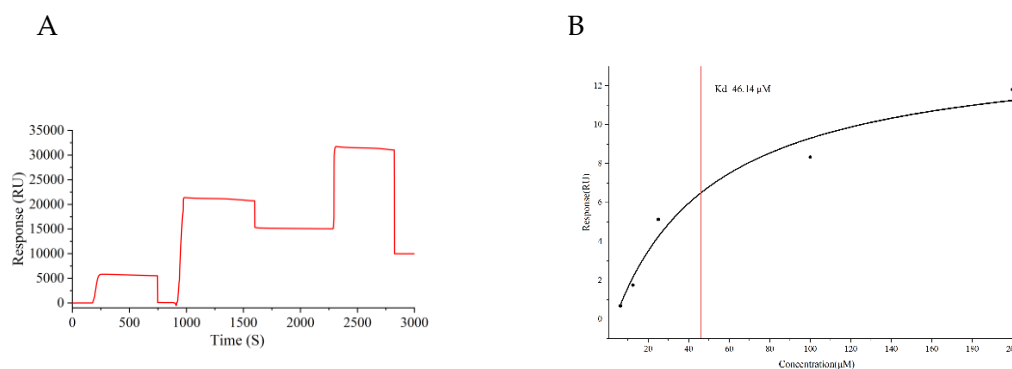 A
B
35000
30000
25000
20000
15000
10000
5000
0
Response (RU)
0 500 1000 1500 2000 2500 3000
Time (S)
Kd 46.14 μM
12
10
8
6
4
2
0
Response(RU)
20 40 60 80 100 120 140 160 180 200
Concentration(μM)